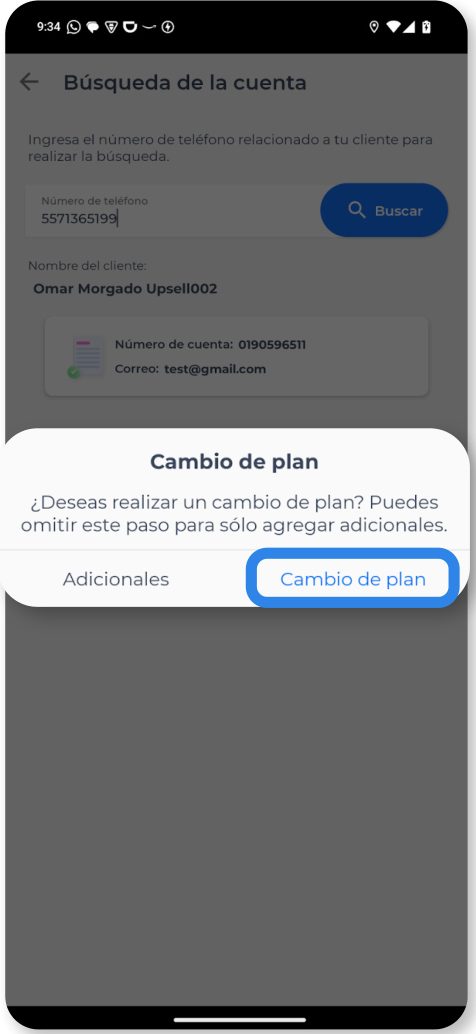 9:34
Búsqueda de la cuenta
Ingresa el número de teléfono relacionado a tu cliente para
realizar la búsqueda.
Número de teléfono
5571365199
Buscar
Nombre del cliente:
Omar Morgado Upsell002
Número de cuenta: 0190596511
Correo: test@gmail.com
Cambio de plan
¿Deseas realizar un cambio de plan? Puedes
omitir este paso para sólo agregar adicionales.
Adicionales
Cambio de plan